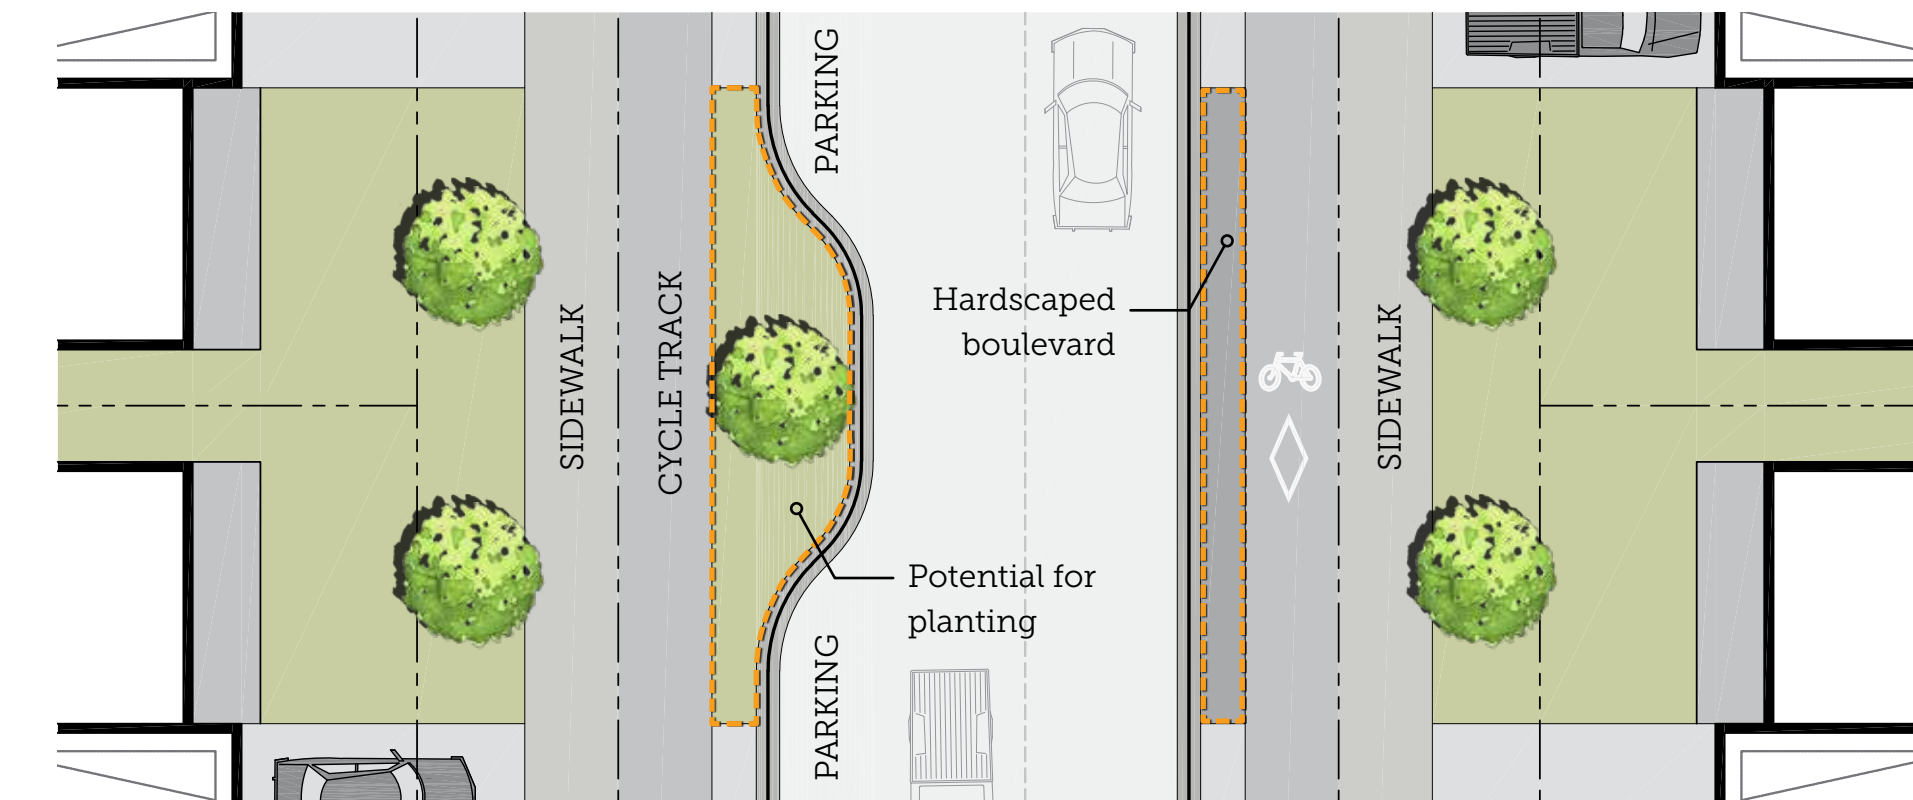 PARKING
SIDEWALK
CYCLE TRACK
Hardscaped
boulevard
SIDEWALK
Potential for
planting
PARKING